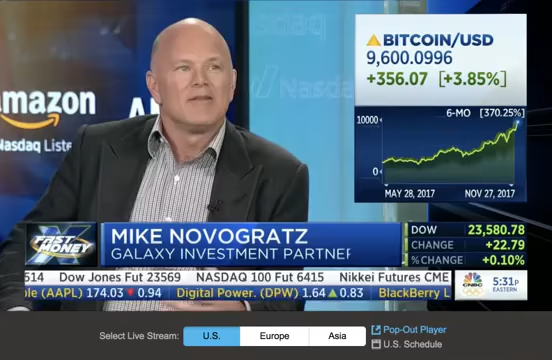 BITCOIN/USD
9,600.0996
+356.07 [+3.85%]
6-MO [370.25%]
10000
0
MAY 28, 2017 NOV 27, 2017
amazon
Nasdaq Liste
Nasdaq
FAST MONEY
MIKE NOVOGRATZ
GALAXY INVESTMENT PARTNER
DOW 23,580.78
CHANGE +22.79
% CHANGE +0.10%
514 Dow Jones Fut 23569 NASDAQ 100 Fut 6415 Nikkei Futures CME
le (AAPL) 174.03 ▼ 0.94 Digital Power. (DPW) 1.64 ▲ 0.83 BlackBerry L
CNBC
5:31P
EASTERN
Select Live Stream: U.S. Europe Asia
Pop-Out Player
U.S. Schedule